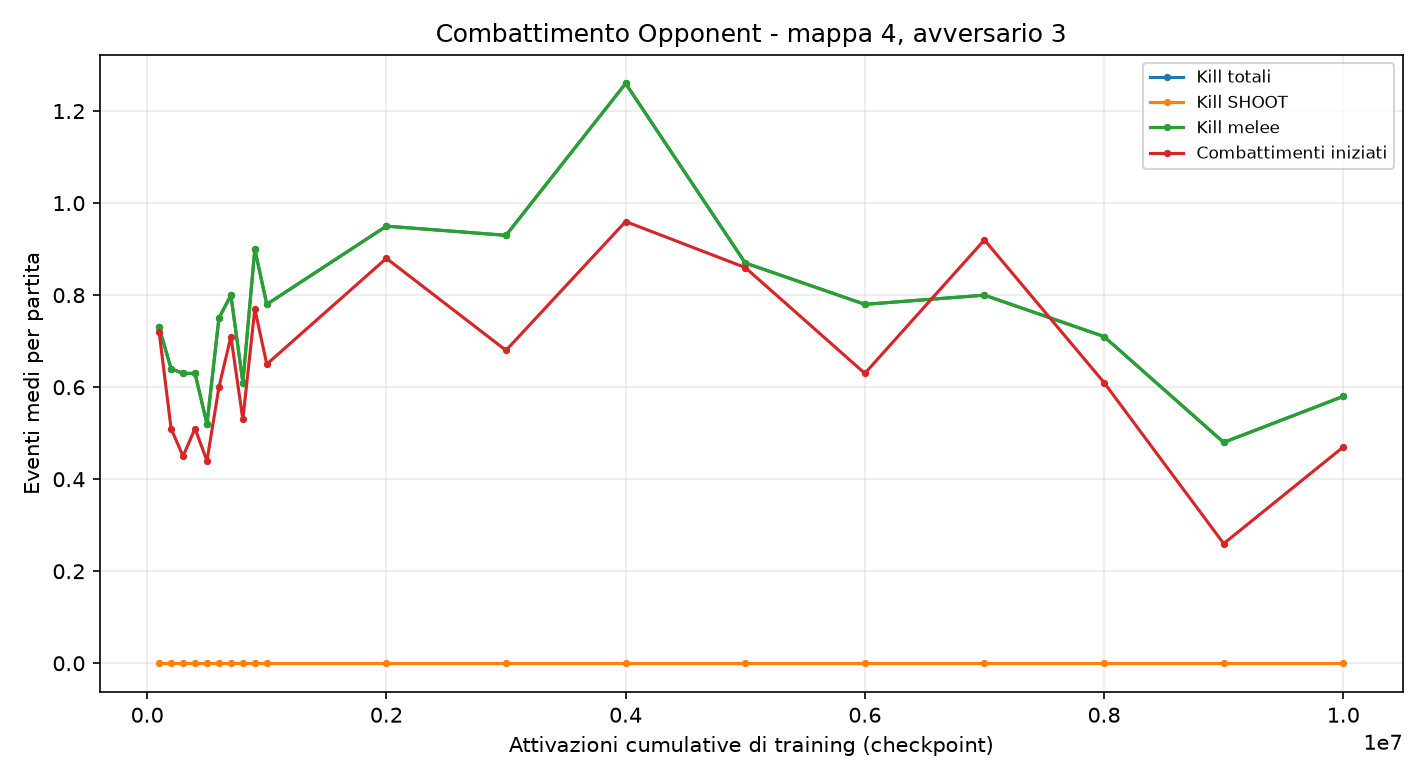 Combattimento Opponent - mappa 4, avversario 3
Kill totali
Kill SHOOT
Kill melee
Combattimenti iniziati
Eventi medi per partita
1.2
1.0
0.8
0.6
0.4
0.2
0.0
0.0 0.2 0.4 0.6 0.8 1.0
1e7
Attivazioni cumulative di training (checkpoint)